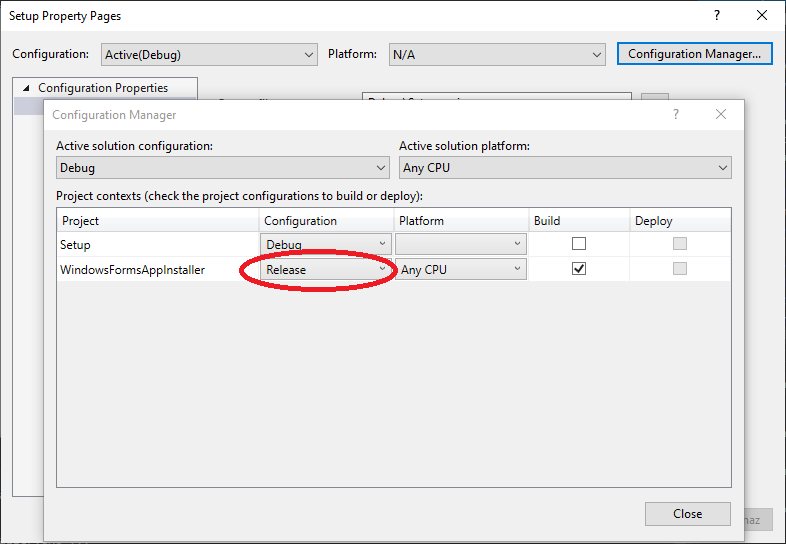 Setup Property Pages
Configuration: Active(Debug) Platform: N/A Configuration Manager...
Configuration Properties
Configuration Manager
Active solution configuration: Active solution platform:
Debug Any CPU
Project contexts (check the project configurations to build or deploy):
Project Configuration Platform Build Deploy
Setup Debug
WindowsFormsAppInstaller Release Any CPU
Close